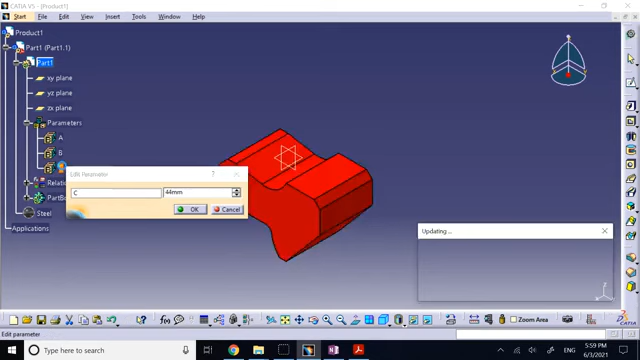 CATIA V5 - [Product1]
Start File Edit View Insert Tools Window Help
Product1
Part1 (Part1.1)
Part1
xy plane
yz plane
zx plane
Parameters
A
B
Edit Parameter ? ×
C 44mm
OK Cancel
Relatio
PartBo
Steel
Applications
Updating ...
z
x
f(x)
Zoom Area
Edit parameter
Type here to search
ENG
5:59 PM
6/3/2021